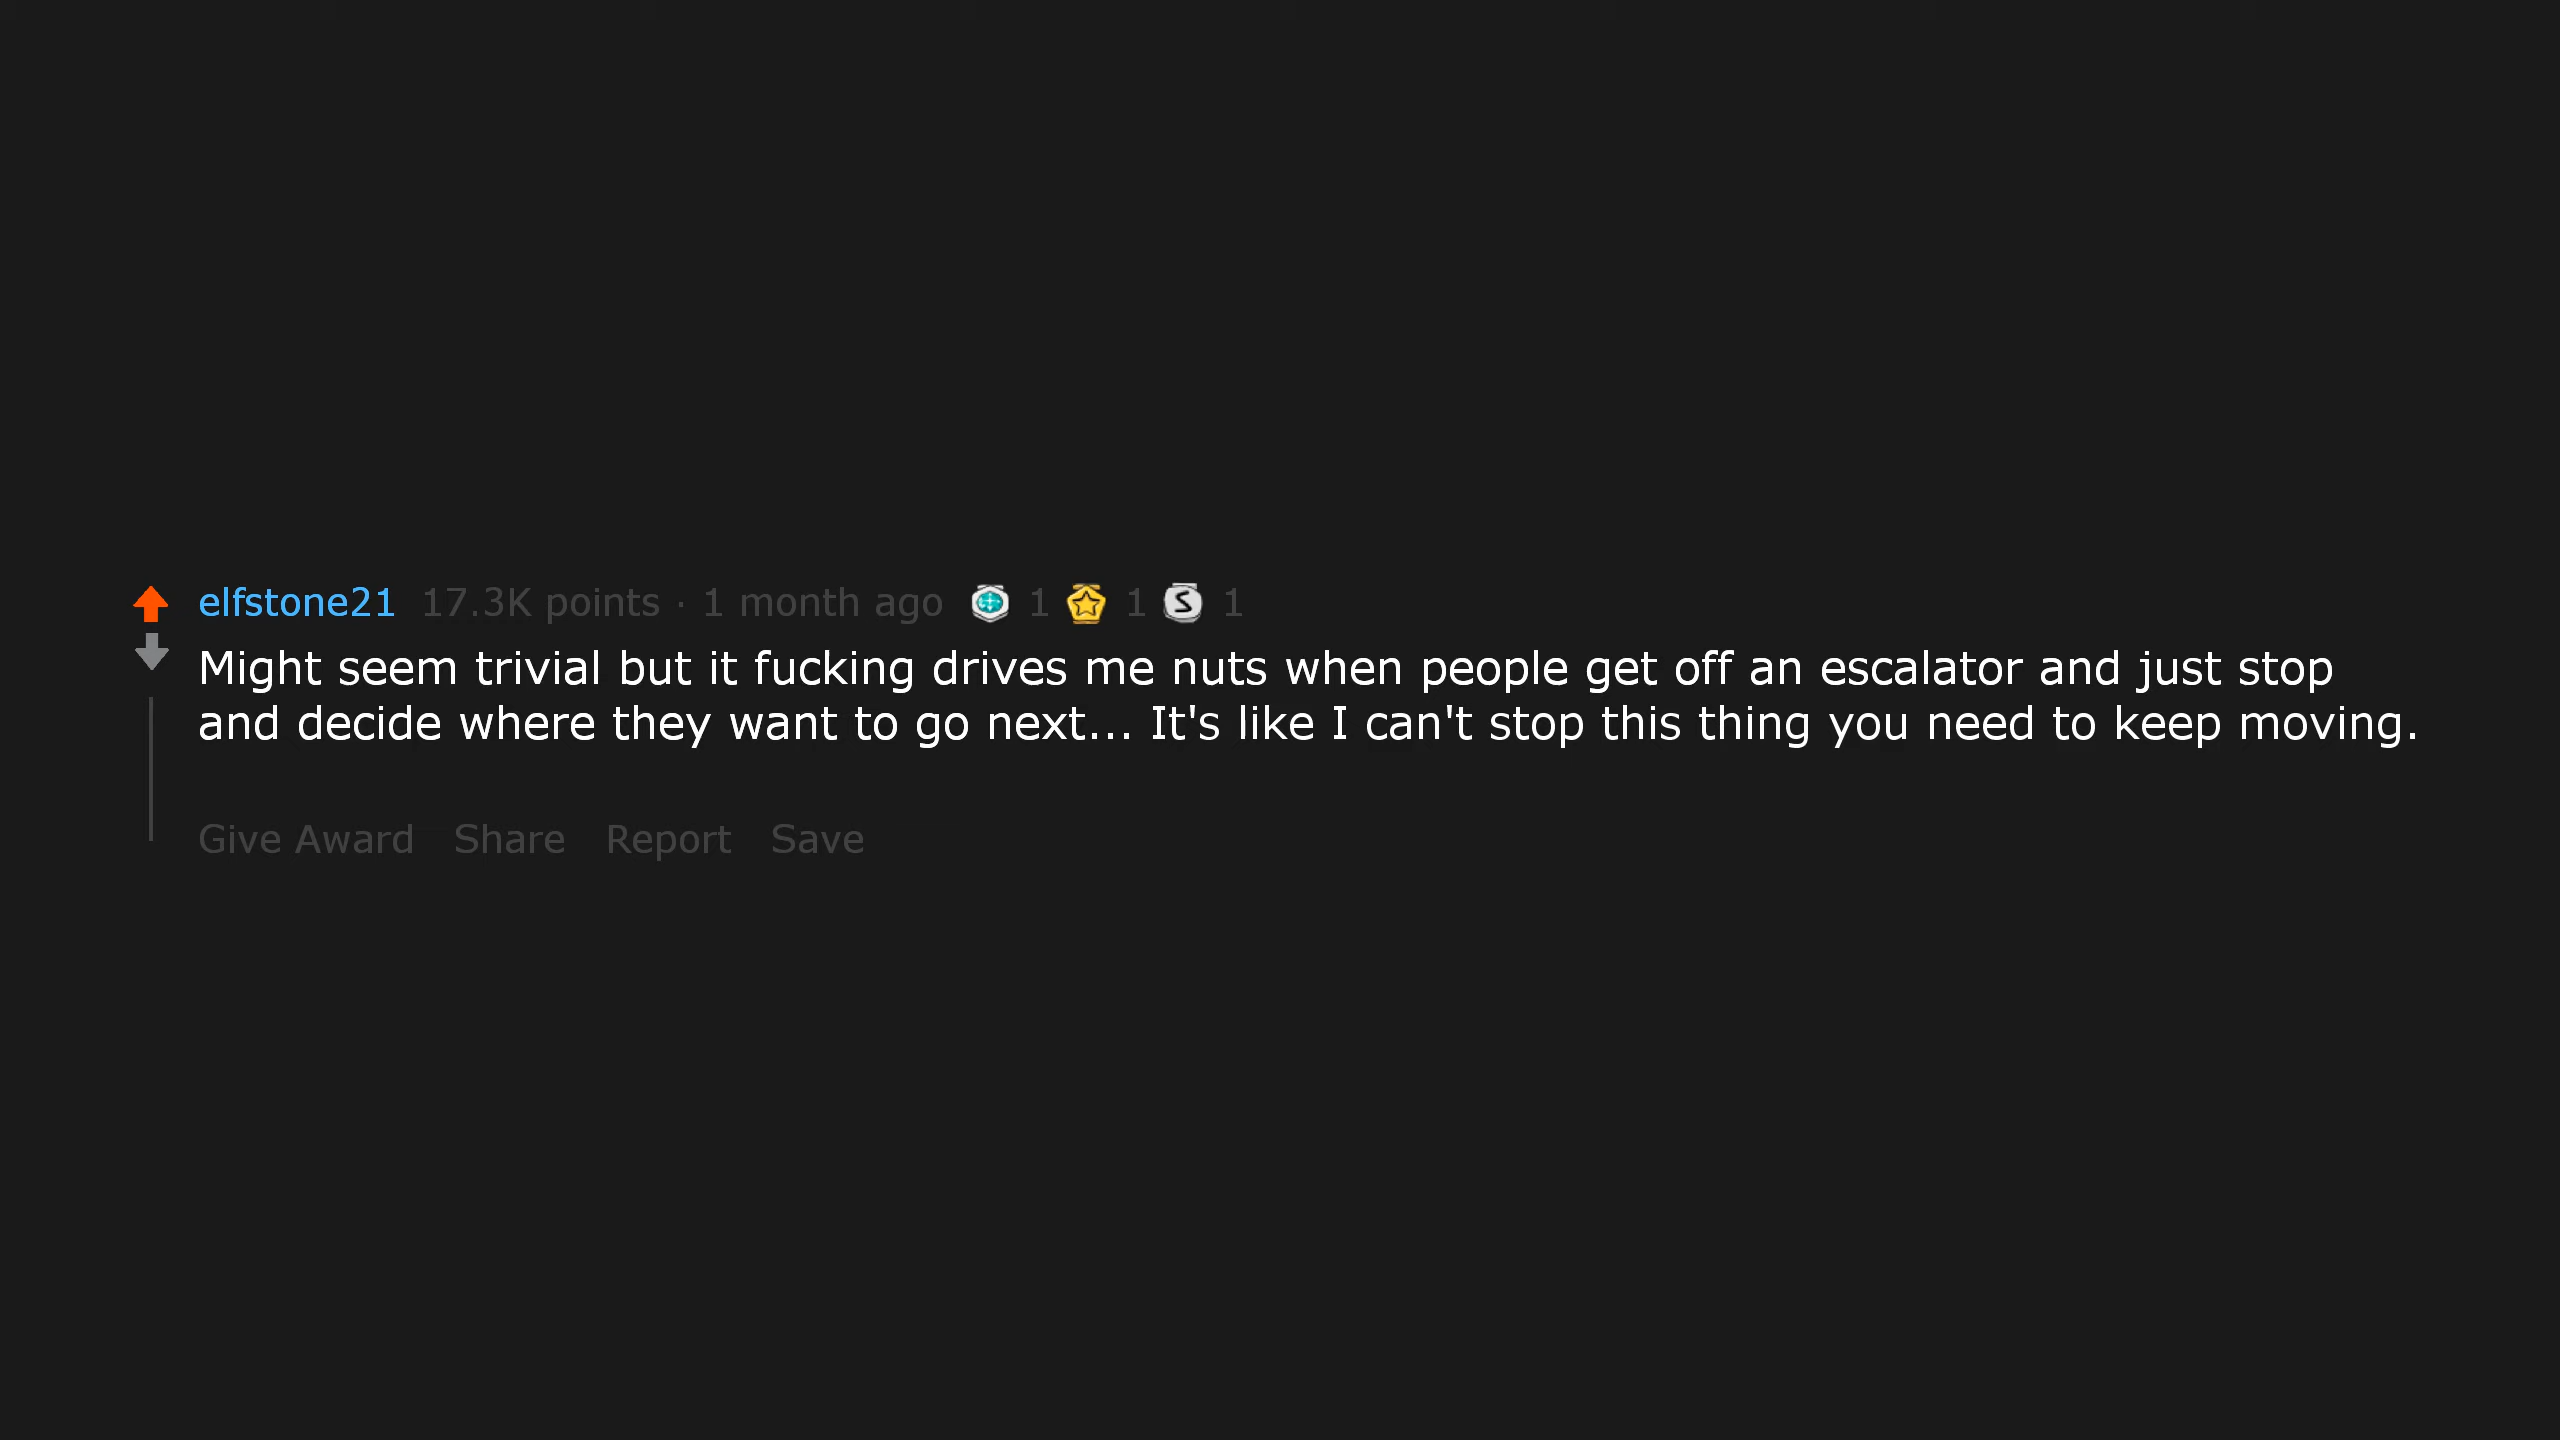 elfstone21 17.3K points · 1 month ago 1 1 S 1
Might seem trivial but it fucking drives me nuts when people get off an escalator and just stop
and decide where they want to go next... It's like I can't stop this thing you need to keep moving.
Give Award Share Report Save